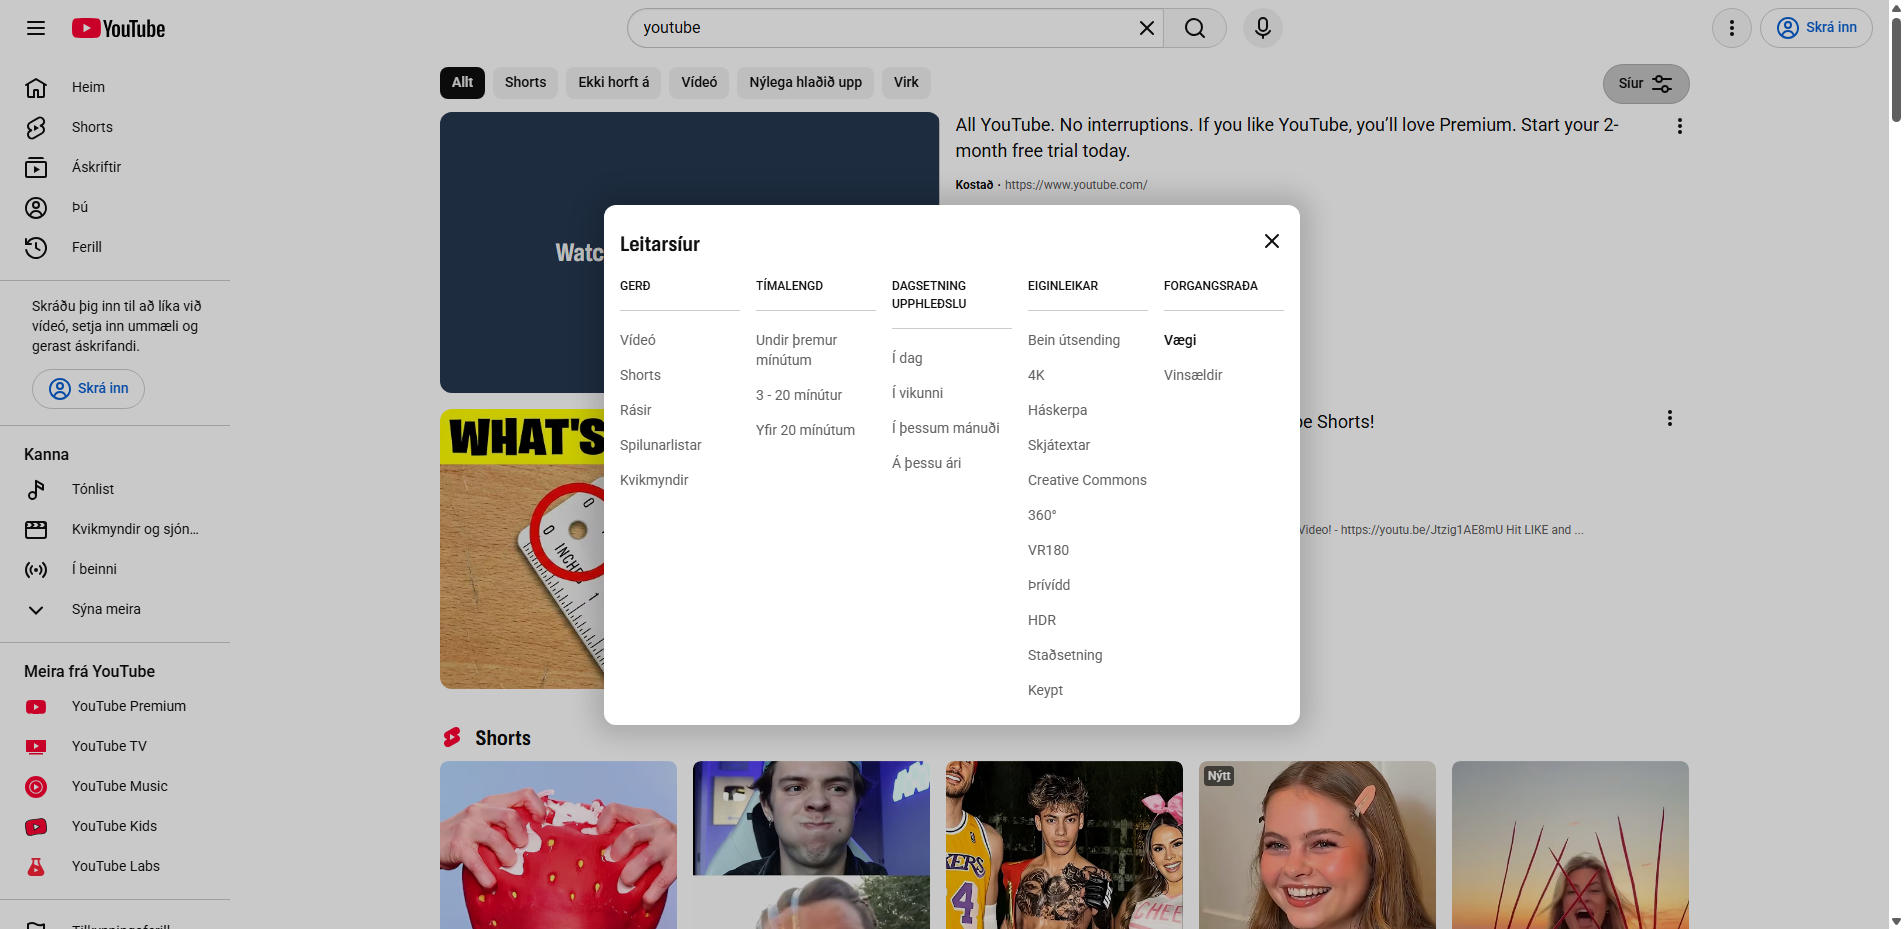 YouTube
youtube
Skrá inn
Heim
Shorts
Áskriftir
Þú
Ferill
Skráðu þig inn til að líka við
vídeó, setja inn ummæli og
gerast áskrifandi.
Skrá inn
Kanna
Tónlist
Kvikmyndir og sjón...
Í beinni
Sýna meira
Meira frá YouTube
YouTube Premium
YouTube TV
YouTube Music
YouTube Kids
YouTube Labs
Allt
Shorts
Ekki horft á
Vídeó
Nýlega hlaðið upp
Virk
Síur
All YouTube. No interruptions. If you like YouTube, you'll love Premium. Start your 2-
month free trial today.
Kostað · https://www.youtube.com/
Watc
Leitarsíur
GERÐ
Vídeó
Shorts
Rásir
Spilunarlistar
Kvikmyndir
TÍMALENGD
Undir þremur
mínútum
3 - 20 mínútur
Yfir 20 mínútum
DAGSETNING
UPPHLEÐSLU
Í dag
Í vikunni
Í þessum mánuði
Á þessu ári
EIGINLEIKAR
Bein útsending
4K
Háskerpa
Skjátextar
Creative Commons
360°
VR180
Þrívídd
HDR
Staðsetning
Keypt
FORGANGSRAÐA
Vægi
Vinsældir
WHAT'S
INCHES
be Shorts!
Video! - https://youtu.be/Jtzig1AE8mU Hit LIKE and ...
Shorts
Nýtt